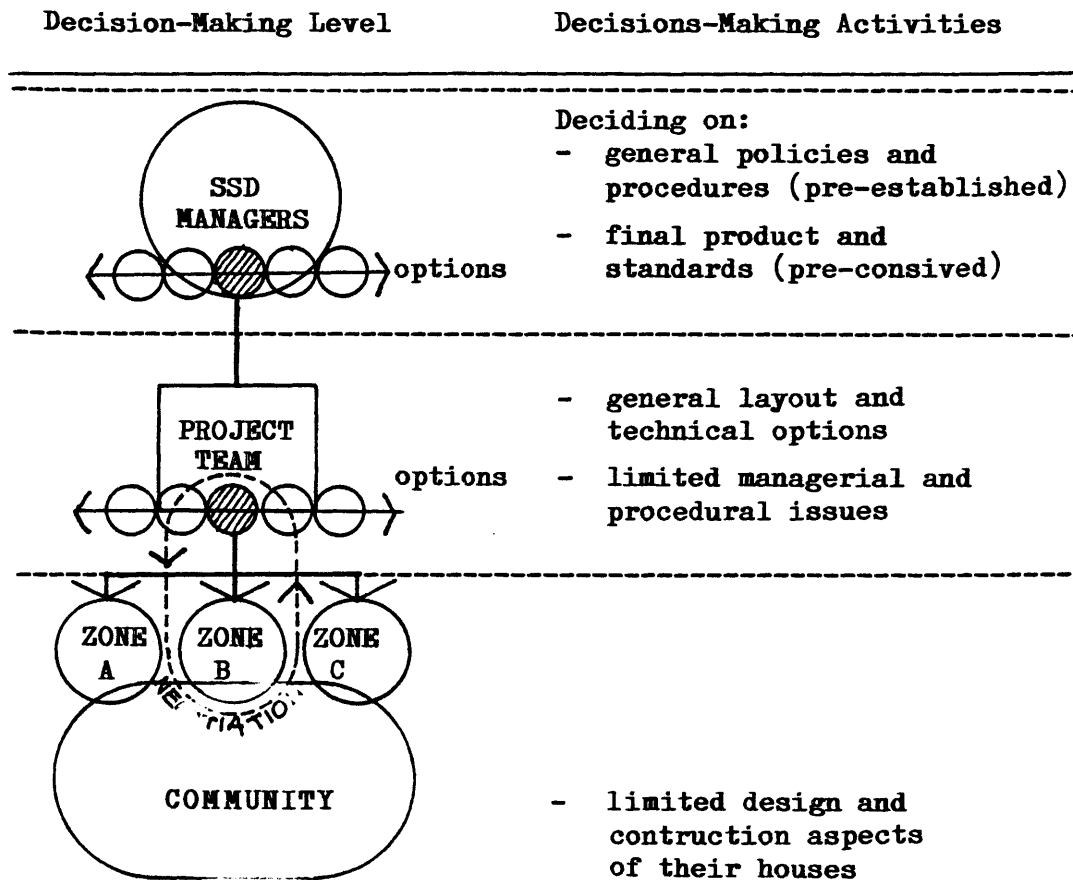 Decision-Making Level
Decisions-Making Activities
SSD
MANAGERS
options
Deciding on:
- general policies and
procedures (pre-established)
- final product and
standards (pre-consived)
PROJECT
TEAM
options
- general layout and
technical options
- limited managerial and
procedural issues
ZONE
A
ZONE
B
ZONE
C
COMMUNITY
- limited design and
contruction aspects
of their houses